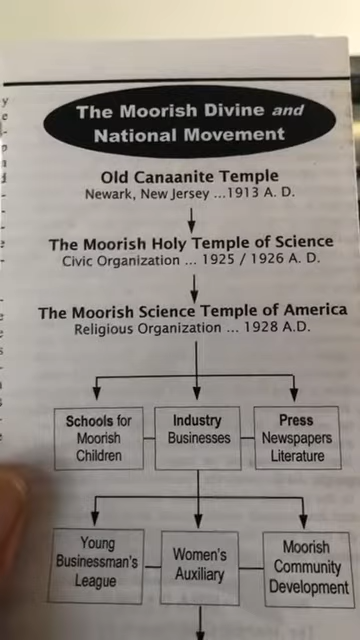 The Moorish Divine and
National Movement
Old Canaanite Temple
Newark, New Jersey ...1913 A. D.
The Moorish Holy Temple of Science
Civic Organization ... 1925 / 1926 A. D.
The Moorish Science Temple of America
Religious Organization ... 1928 A.D.
Schools for
Moorish
Children
Industry
Businesses
Press
Newspapers
Literature
Young
Businessman's
League
Women's
Auxiliary
Moorish
Community
Development